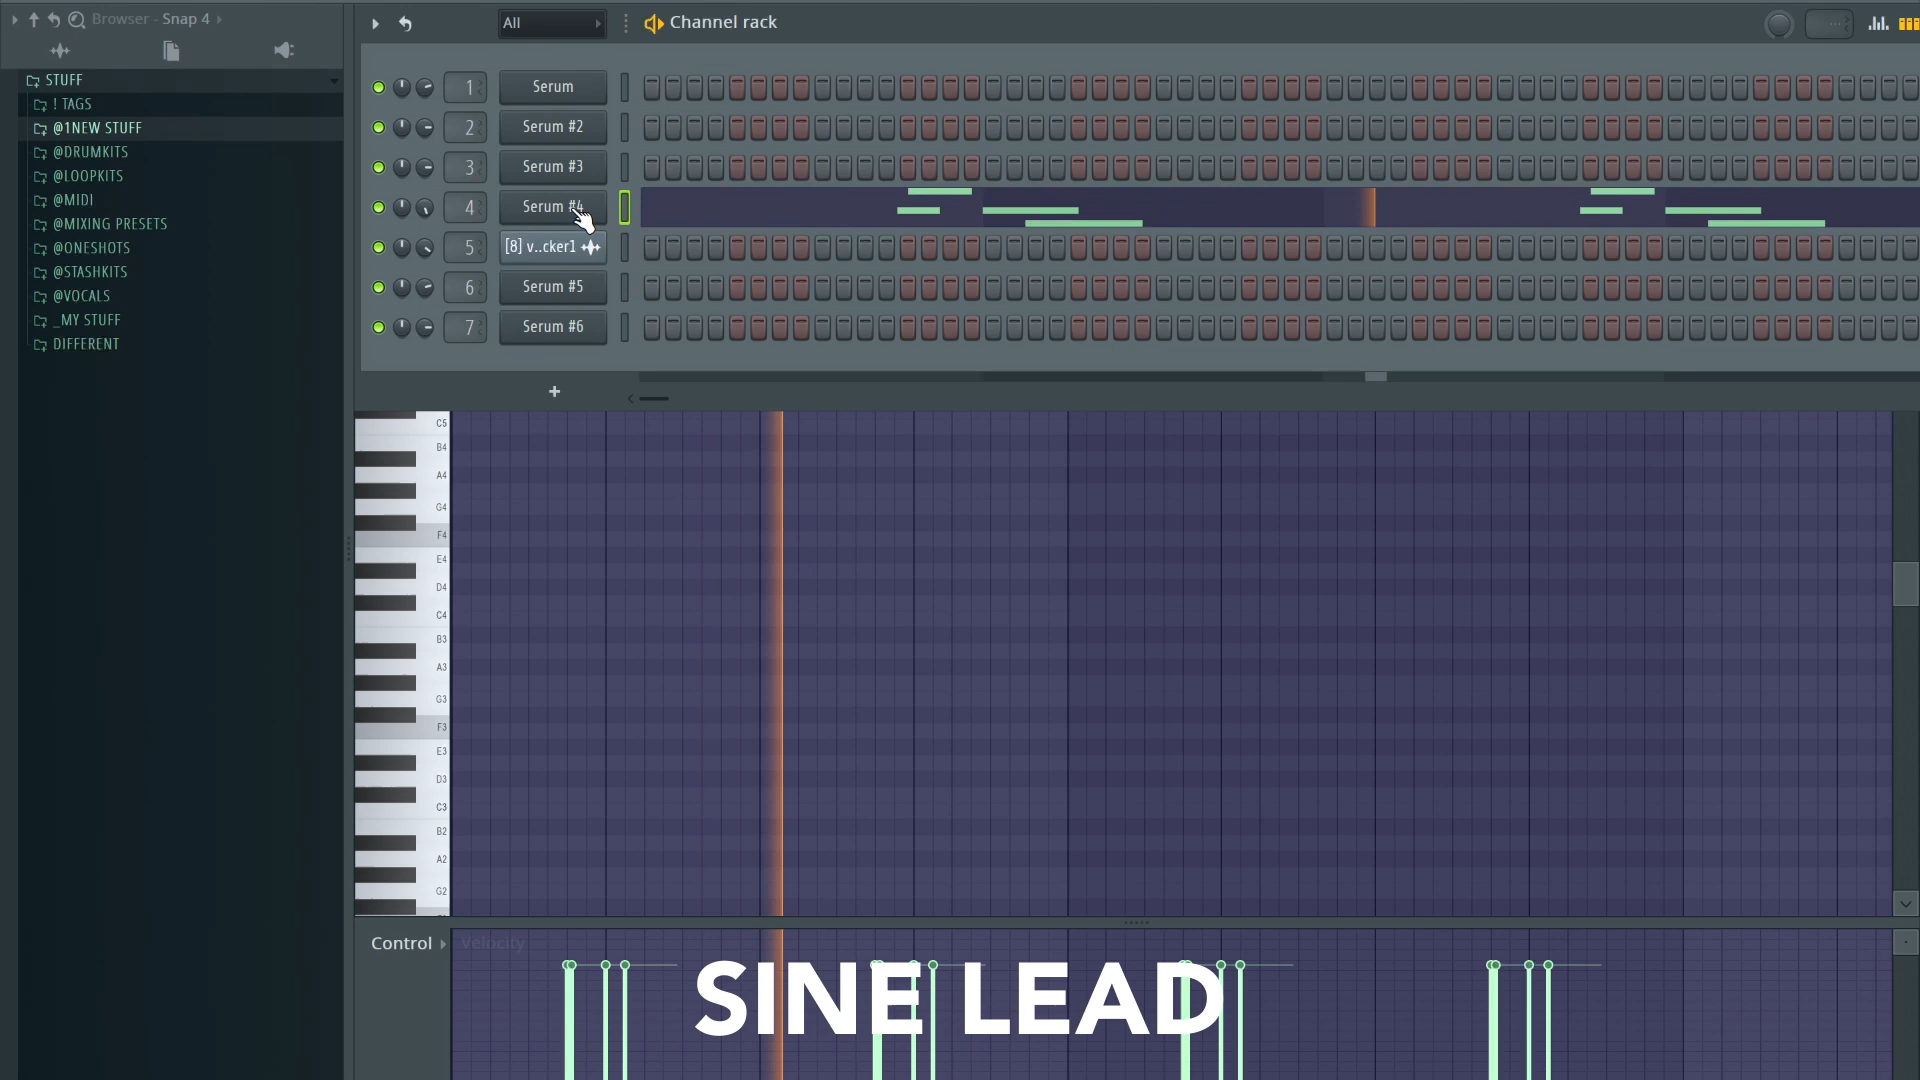 Browser - Snap 4
All
Channel rack
STUFF
! TAGS
@1NEW STUFF
@DRUMKITS
@LOOPKITS
@MIDI
@MIXING PRESETS
@ONESHOTS
@STASHKITS
@VOCALS
_MY STUFF
DIFFERENT
1 Serum
2 Serum #2
3 Serum #3
4 Serum #4
5 [8] v..cker1
6 Serum #5
7 Serum #6
+
C5
B4
A4
G4
F4
E4
D4
C4
B3
A3
G3
F3
E3
D3
C3
B2
A2
G2
Control
Velocity
SINE LEAD